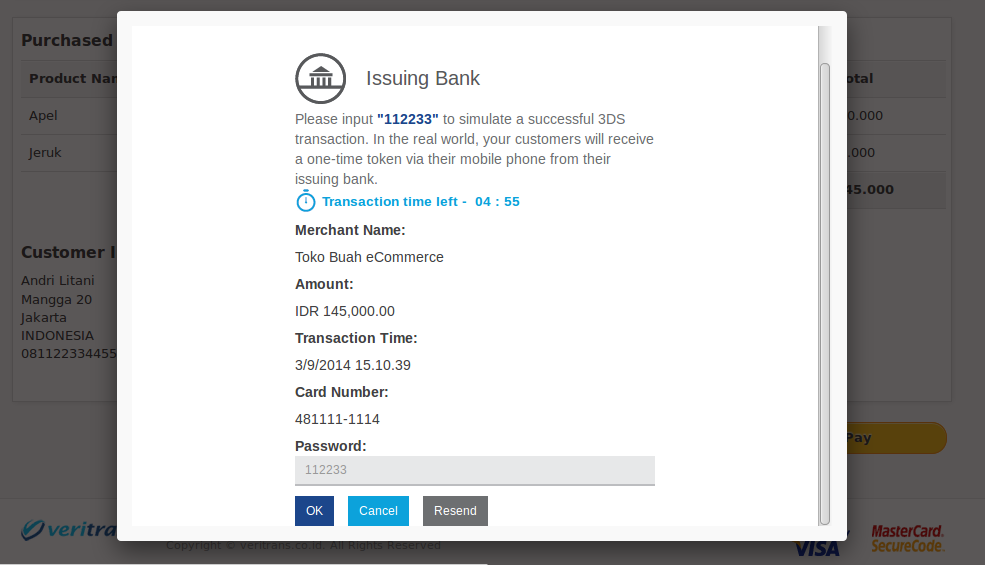 Purchased
Product Nar
otal
Apel
0.000
Jeruk
.000
45.000
Customer I
Andri Litani
Mangga 20
Jakarta
INDONESIA
081122334455
Issuing Bank
Please input "112233" to simulate a successful 3DS
transaction. In the real world, your customers will receive
a one-time token via their mobile phone from their
issuing bank.
Transaction time left - 04 : 55
Merchant Name:
Toko Buah eCommerce
Amount:
IDR 145,000.00
Transaction Time:
3/9/2014 15.10.39
Card Number:
481111-1114
Password:
112233
OK Cancel Resend
Pay
veritra
Copyright © veritrans.co.id. All Rights Reserved
VISA
MasterCard.
SecureCode.